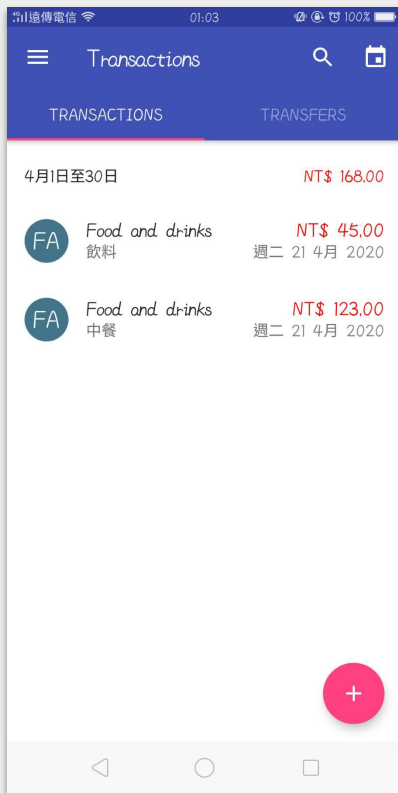 4G 遠傳電信 01:03 100%
Transactions
TRANSACTIONS TRANSFERS
4月1日至30日 NT$ 168.00
FA Food and drinks NT$ 45.00
飲料 週二 21 4月 2020
FA Food and drinks NT$ 123.00
中餐 週二 21 4月 2020
+